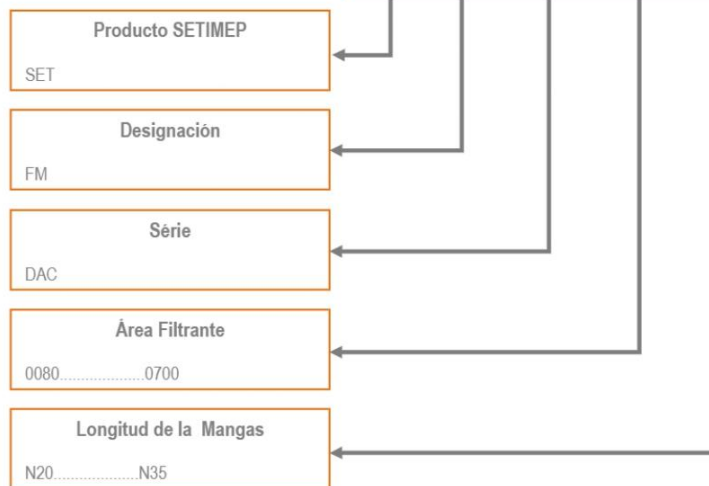 Producto SETIMEP
SET
Designación
FM
Série
DAC
Área Filtrante
0080...................0700
Longitud de la Mangas
N20...................N35